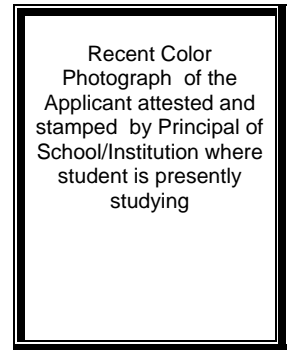 Recent Color
Photograph of the
Applicant attested and
stamped by Principal of
School/Institution where
student is presently
studying